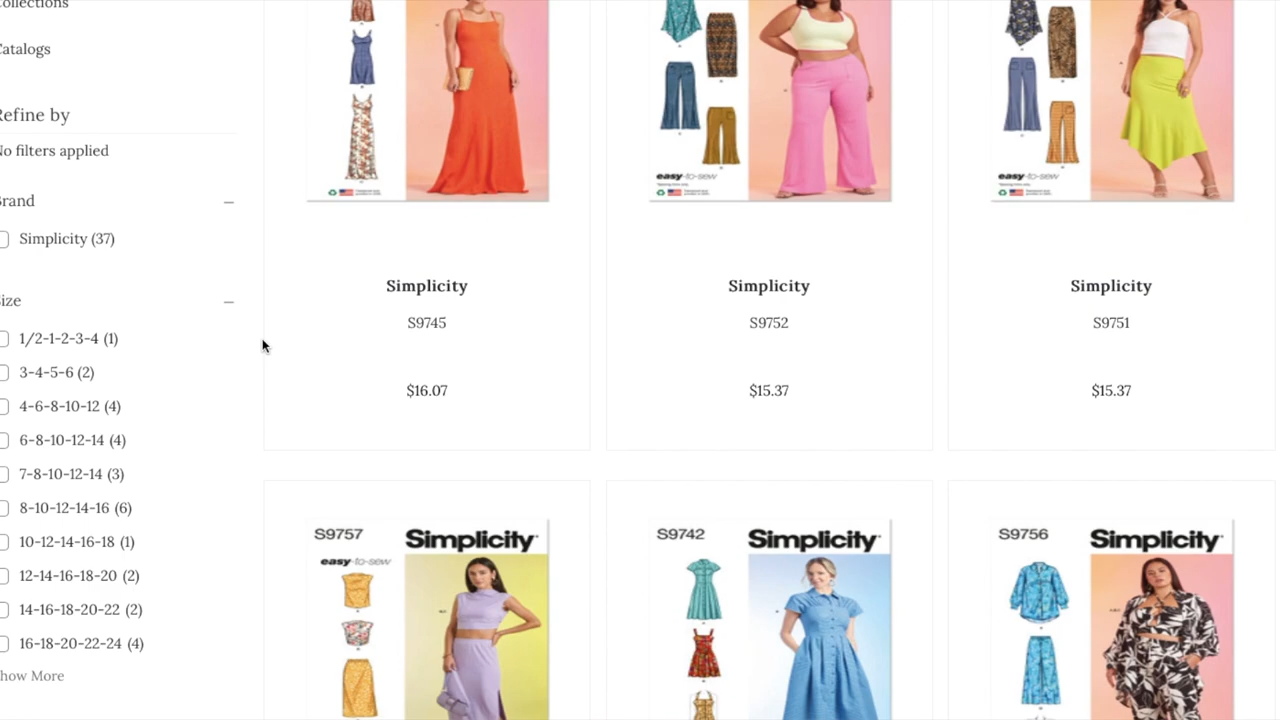 ollections
atalogs
Refine by
No filters applied
Brand
Simplicity (37)
Size
1/2-1-2-3-4 (1)
3-4-5-6 (2)
4-6-8-10-12 (4)
6-8-10-12-14 (4)
7-8-10-12-14 (3)
8-10-12-14-16 (6)
10-12-14-16-18 (1)
12-14-16-18-20 (2)
14-16-18-20-22 (2)
16-18-20-22-24 (4)
how More
easy-to-sew
easy-to-sew
Simplicity
S9745
$16.07
Simplicity
S9752
$15.37
Simplicity
S9751
$15.37
S9757 Simplicity
easy-to-sew
S9742 Simplicity
S9756 Simplicity